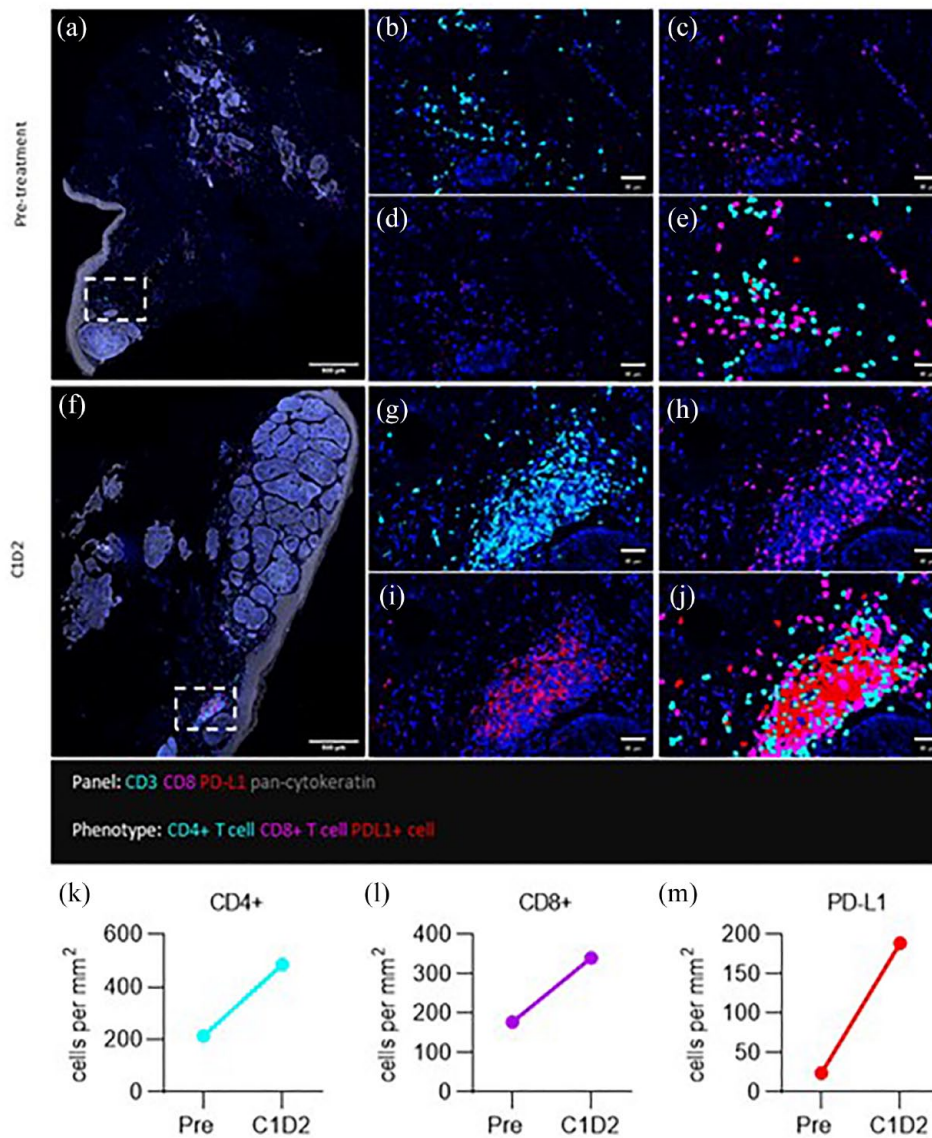 Pre-treatment
(a)
(b)
(c)
(d)
(e)
C1D2
(f)
(g)
(h)
(i)
(j)
Panel: CD3 CD8 PD-L1 pan-cytokeratin
Phenotype: CD4+ T cell CD8+ T cell PDL1+ cell
(k)
CD4+
cells per mm²
600
400
200
0
Pre
C1D2
(l)
CD8+
cells per mm²
400
300
200
100
0
Pre
C1D2
(m)
PD-L1
cells per mm²
200
150
100
50
0
Pre
C1D2